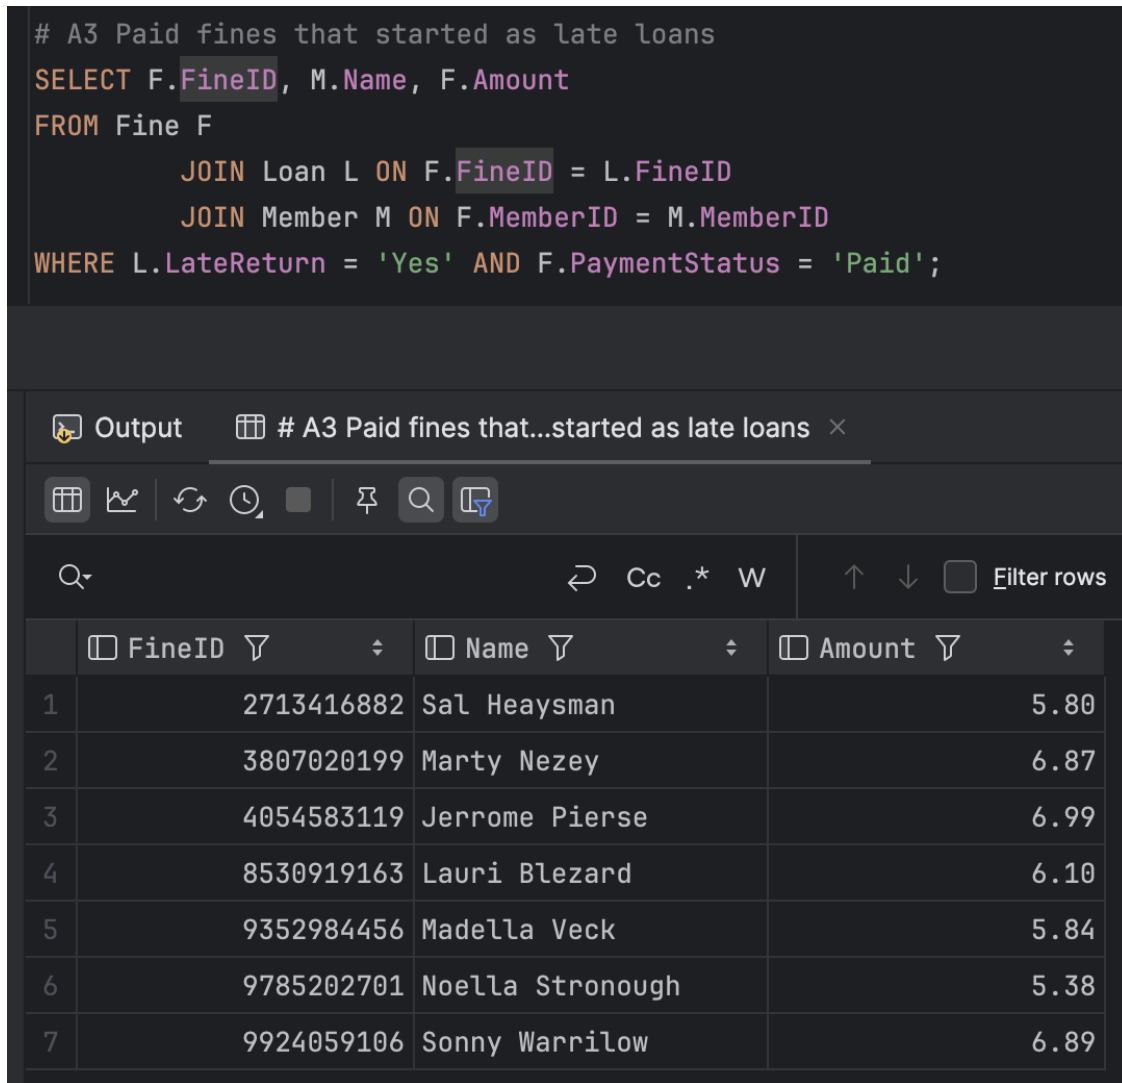 # A3 Paid fines that started as late loans
SELECT F.FineID, M.Name, F.Amount
FROM Fine F
JOIN Loan L ON F.FineID = L.FineID
JOIN Member M ON F.MemberID = M.MemberID
WHERE L.LateReturn = 'Yes' AND F.PaymentStatus = 'Paid';
Output # A3 Paid fines that...started as late loans
Cc .* W Filter rows
FineID Name Amount
1 2713416882 Sal Heaysman 5.80
2 3807020199 Marty Nezey 6.87
3 4054583119 Jerrome Pierse 6.99
4 8530919163 Lauri Blezard 6.10
5 9352984456 Madella Veck 5.84
6 9785202701 Noella Stronough 5.38
7 9924059106 Sonny Warrilow 6.89